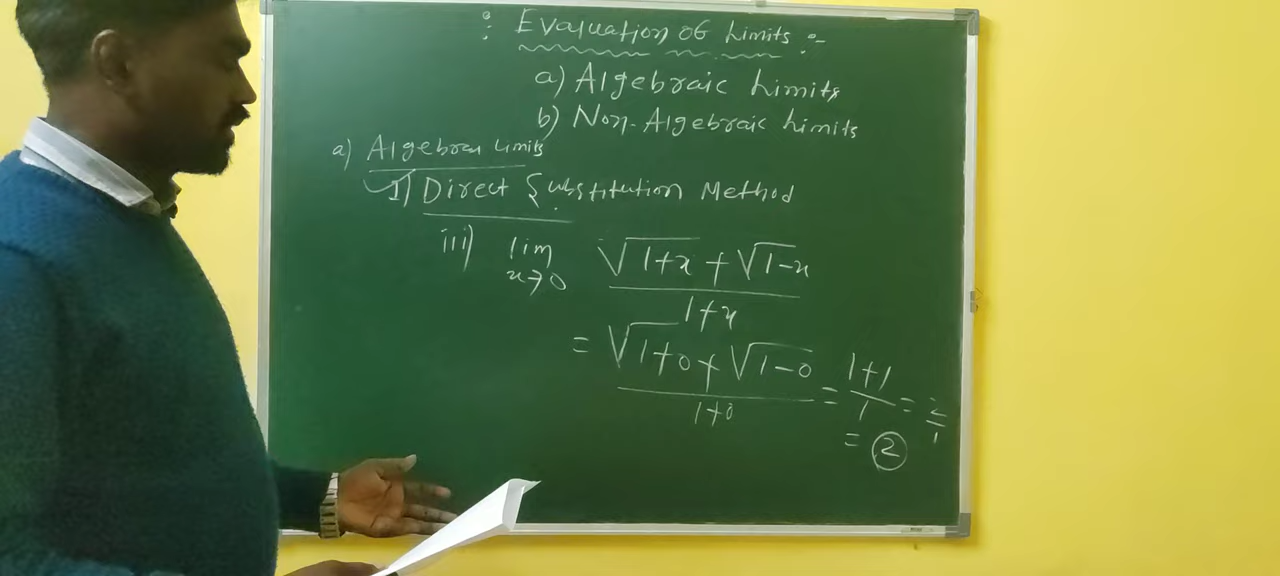 : Evaluation of Limits :-
a) Algebraic Limits
b) Non-Algebraic Limits
a) Algebraic Limits
I) Direct Substitution Method
iii) lim x→0 (√(1+x) + √(1-x)) / (1+x)
= (√(1+0) + √(1-0)) / (1+0) = (1+1)/1 = 2/1
= 2